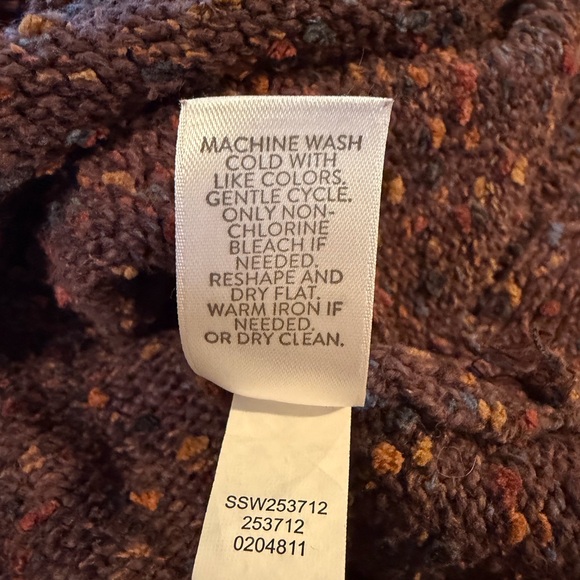 MACHINE WASH
COLD WITH
LIKE COLORS.
GENTLE CYCLE.
ONLY NON-
CHLORINE
BLEACH IF
NEEDED.
RESHAPE AND
DRY FLAT.
WARM IRON IF
NEEDED.
OR DRY CLEAN.
SSW253712
253712
0204811